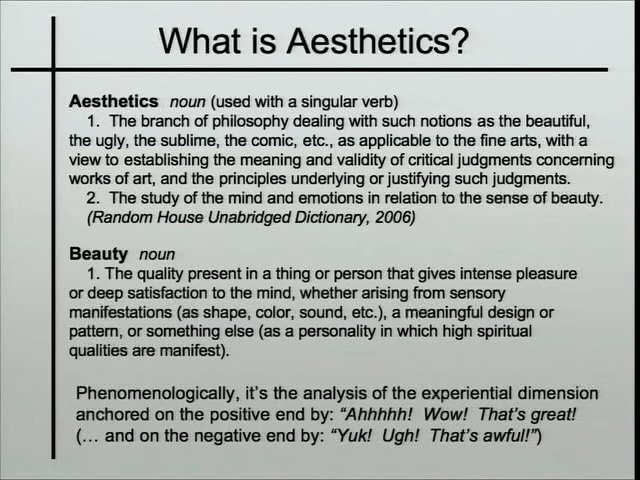 What is Aesthetics?
Aesthetics noun (used with a singular verb)
1. The branch of philosophy dealing with such notions as the beautiful,
the ugly, the sublime, the comic, etc., as applicable to the fine arts, with a
view to establishing the meaning and validity of critical judgments concerning
works of art, and the principles underlying or justifying such judgments.
2. The study of the mind and emotions in relation to the sense of beauty.
(Random House Unabridged Dictionary, 2006)
Beauty noun
1. The quality present in a thing or person that gives intense pleasure
or deep satisfaction to the mind, whether arising from sensory
manifestations (as shape, color, sound, etc.), a meaningful design or
pattern, or something else (as a personality in which high spiritual
qualities are manifest).
Phenomenologically, it's the analysis of the experiential dimension
anchored on the positive end by: “Ahhhhh! Wow! That's great!
(… and on the negative end by: “Yuk! Ugh! That's awful!”)